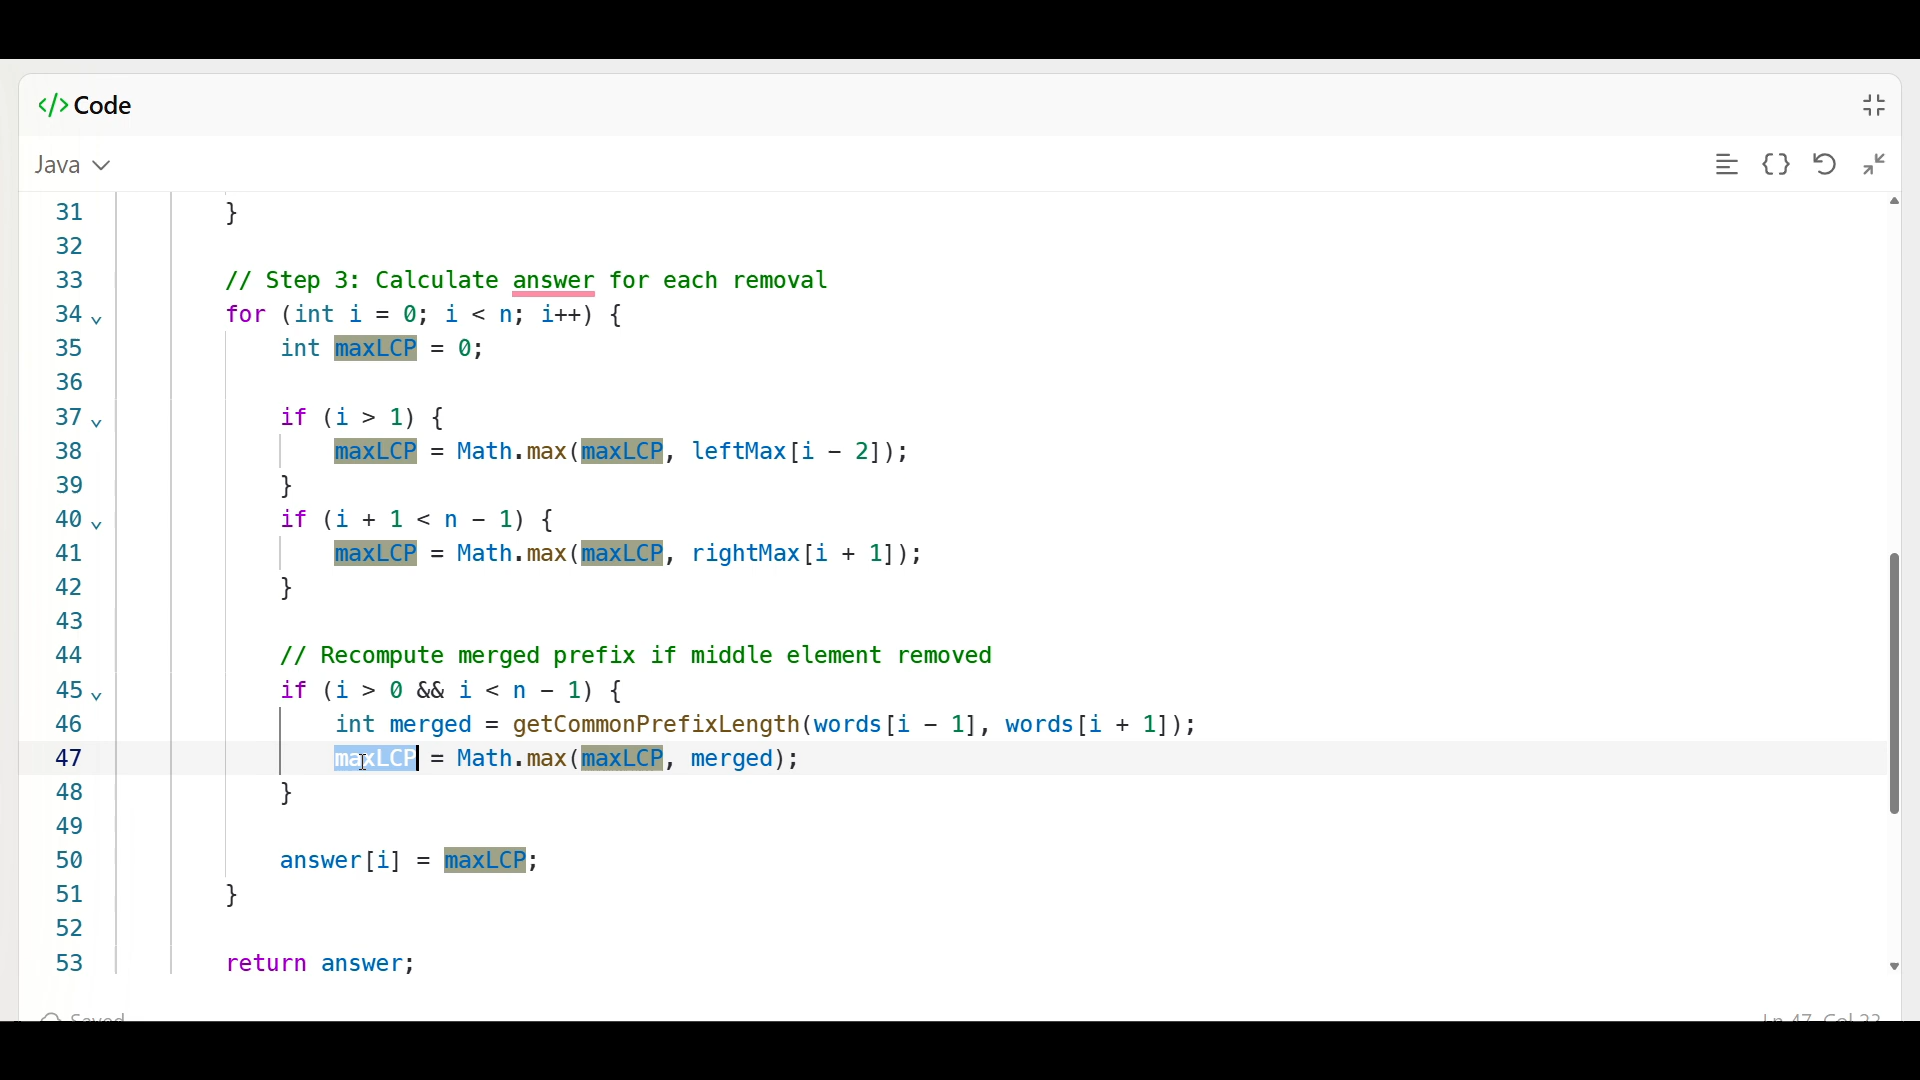 </> Code
Java
31 }
32
33 // Step 3: Calculate answer for each removal
34 for (int i = 0; i < n; i++) {
35 int maxLCP = 0;
36
37 if (i > 1) {
38 maxLCP = Math.max(maxLCP, leftMax[i - 2]);
39 }
40 if (i + 1 < n - 1) {
41 maxLCP = Math.max(maxLCP, rightMax[i + 1]);
42 }
43
44 // Recompute merged prefix if middle element removed
45 if (i > 0 && i < n - 1) {
46 int merged = getCommonPrefixLength(words[i - 1], words[i + 1]);
47 maxLCP = Math.max(maxLCP, merged);
48 }
49
50 answer[i] = maxLCP;
51 }
52
53 return answer;
Saved